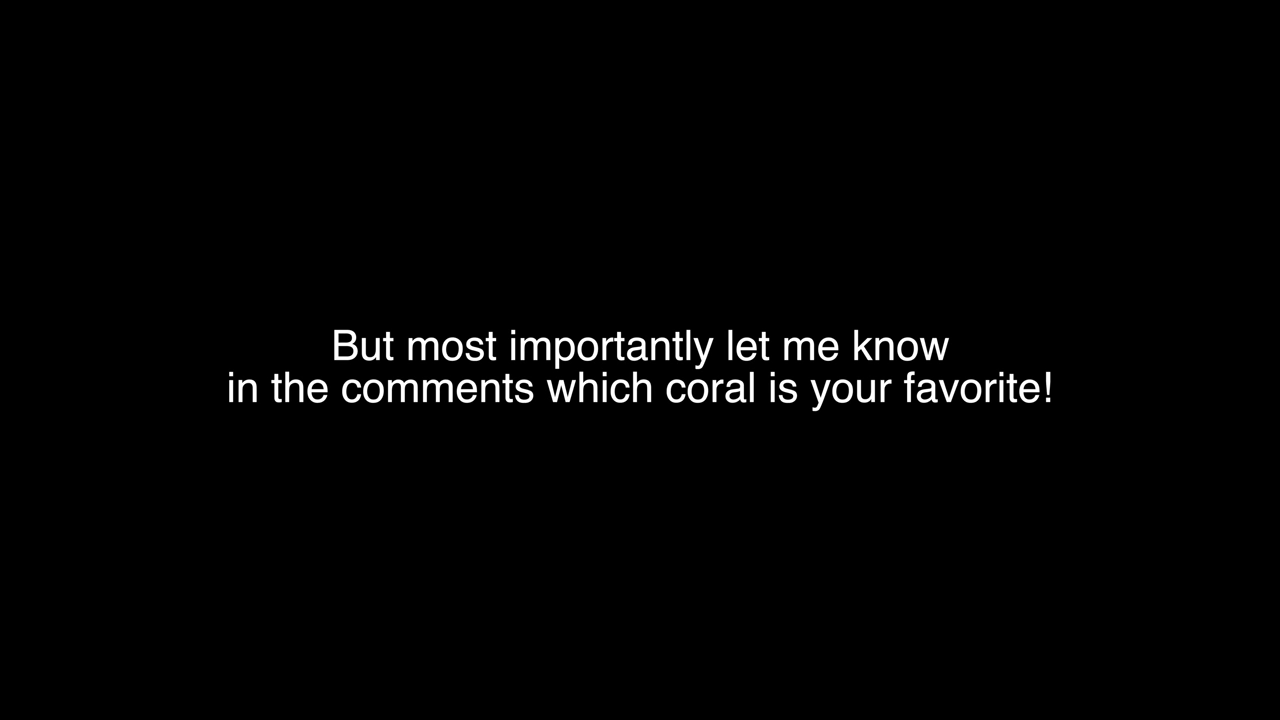 But most importantly let me know
in the comments which coral is your favorite!